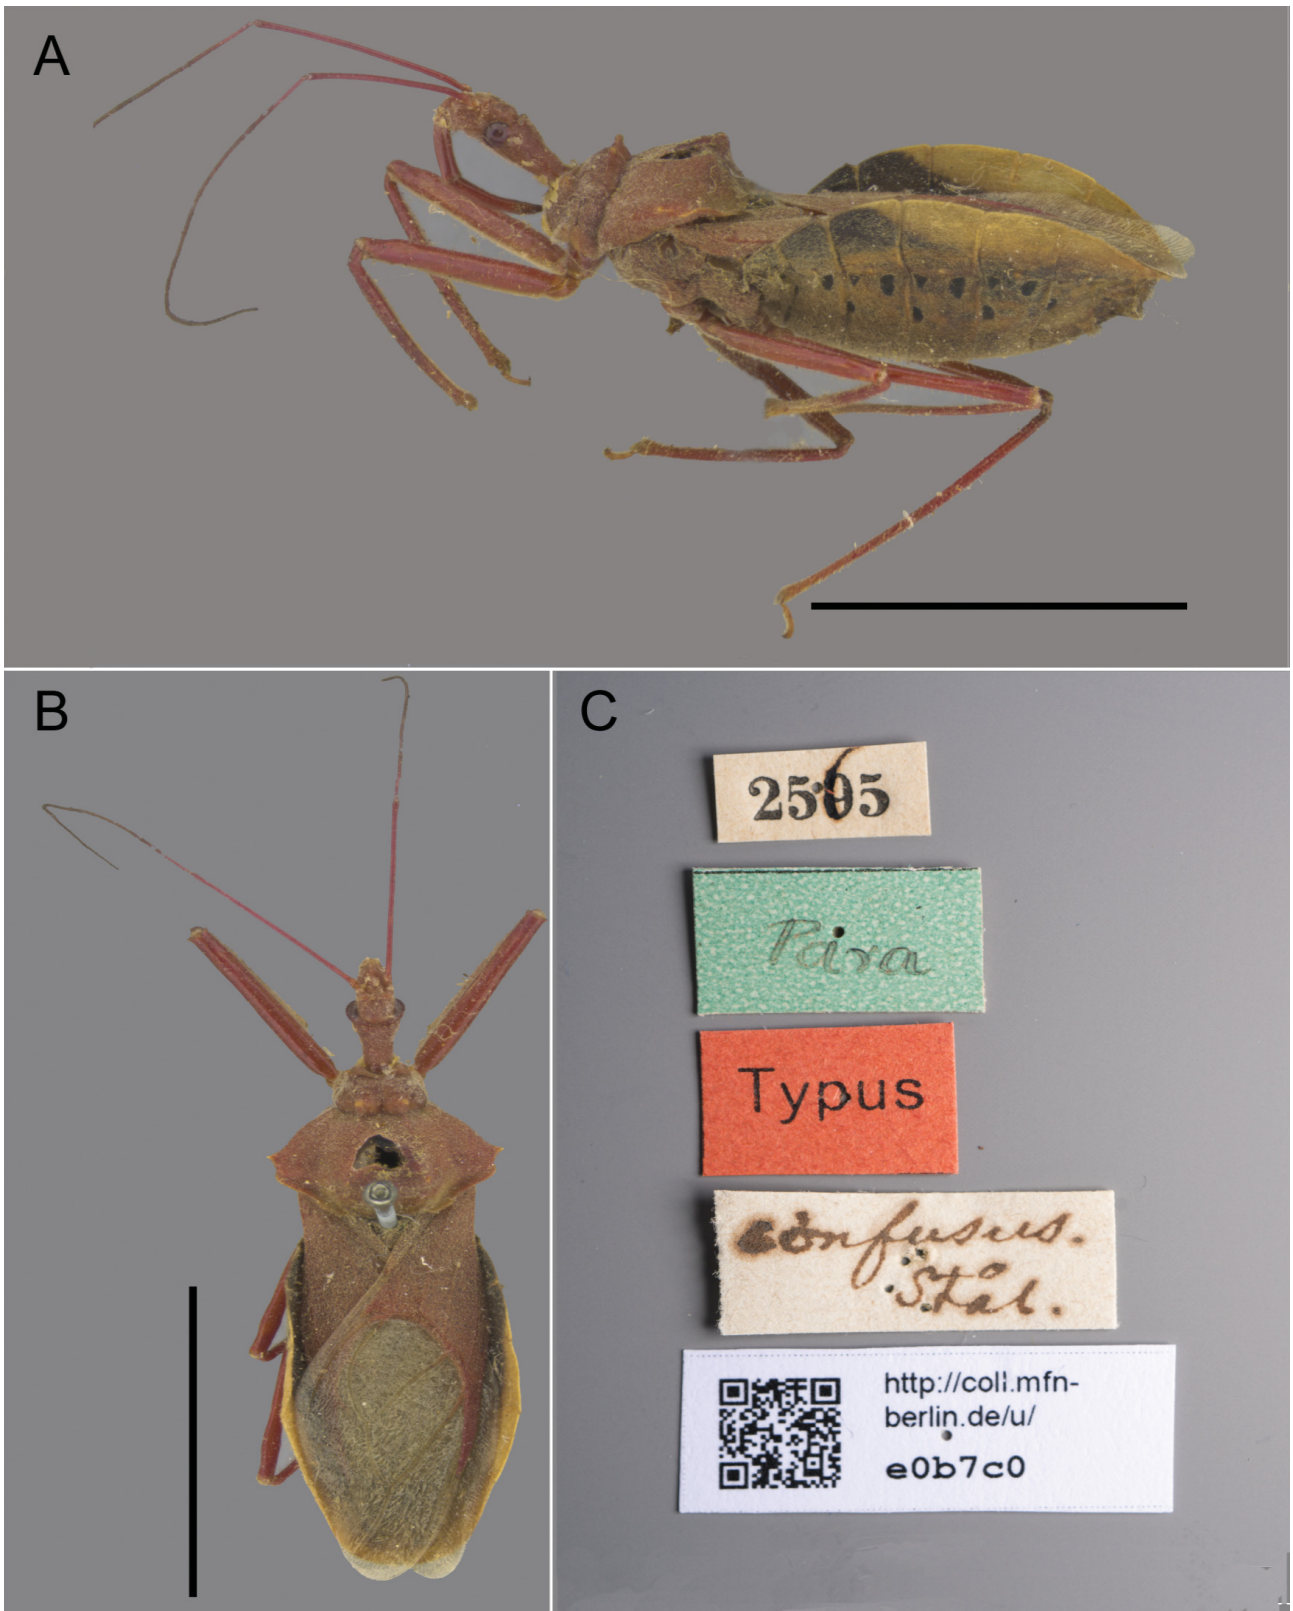 A
B
C
2505
Para
Typus
confusus.
Stål.
http://coll.mfn-
berlin.de/u/
e0b7c0